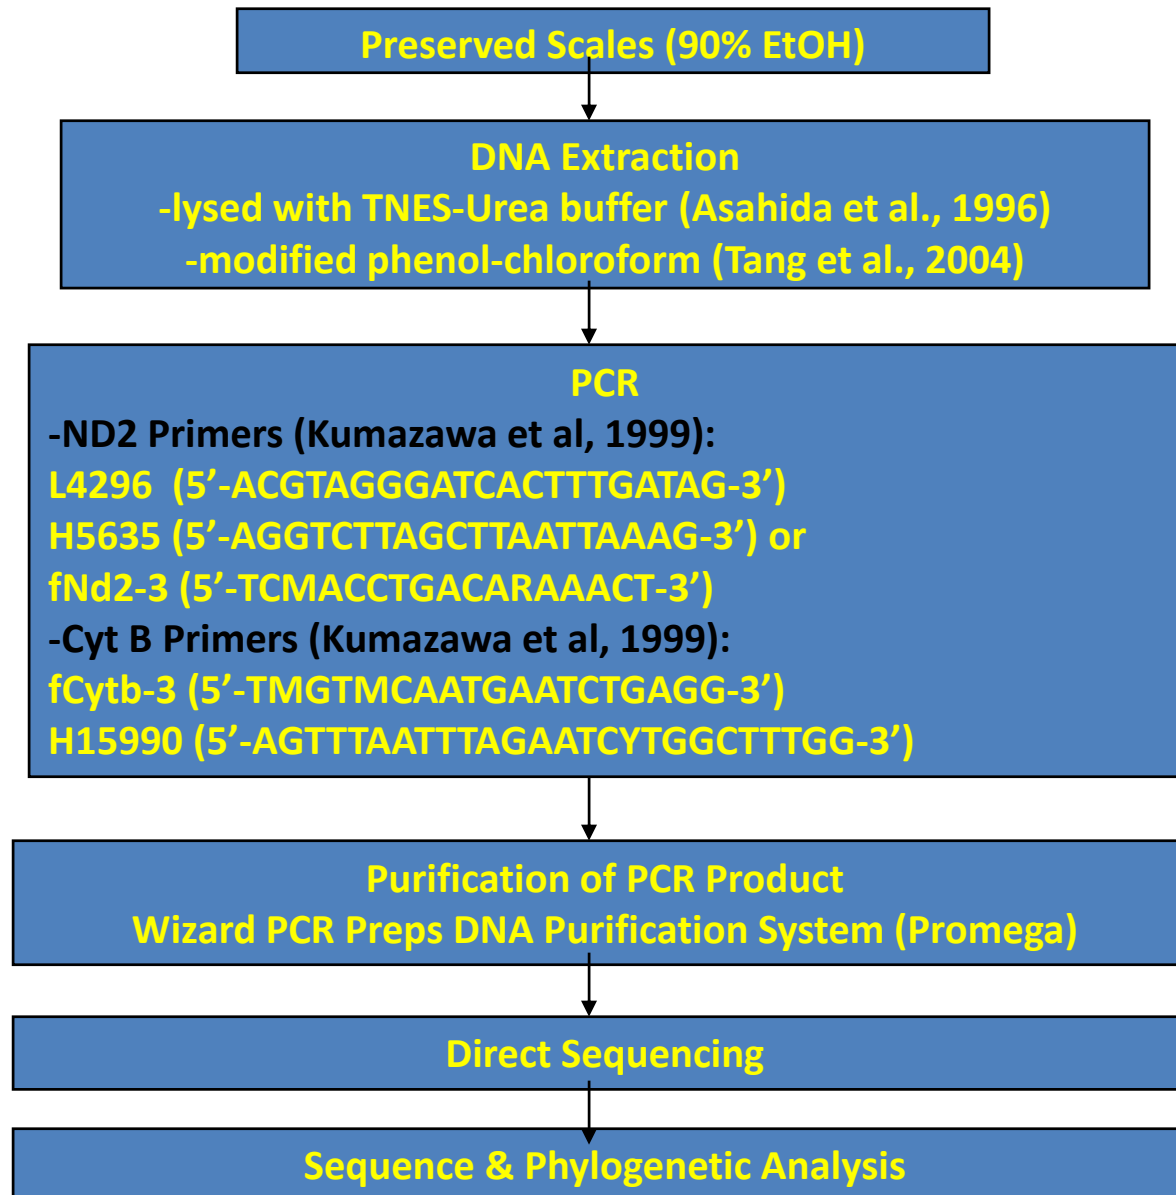 Preserved Scales (90% EtOH)
DNA Extraction
-lysed with TNES-Urea buffer (Asahida et al., 1996)
-modified phenol-chloroform (Tang et al., 2004)
PCR
-ND2 Primers (Kumazawa et al, 1999):
L4296 (5’-ACGTAGGGATCACTTTGATAG-3’)
H5635 (5’-AGGTCTTAGCTTAATTAAAG-3’) or
fNd2-3 (5’-TCMACCTGACARAAACT-3’)
-Cyt B Primers (Kumazawa et al, 1999):
fCytb-3 (5’-TMGTMCAATGAATCTGAGG-3’)
H15990 (5’-AGTTTAATTTAGAATCYTGGCTTTGG-3’)
Purification of PCR Product
Wizard PCR Preps DNA Purification System (Promega)
Direct Sequencing
Sequence & Phylogenetic Analysis